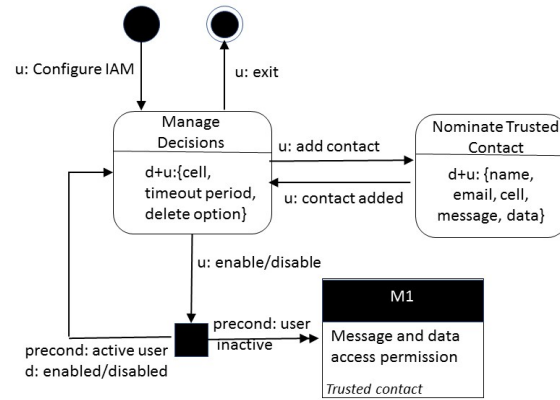 u: Configure IAM
u: exit
Manage
Decisions
d+u:{cell,
timeout period,
delete option}
u: add contact
u: contact added
Nominate Trusted
Contact
d+u: {name,
email, cell,
message, data}
u: enable/disable
precond: user
inactive
precond: active user
d: enabled/disabled
M1
Message and data
access permission
Trusted contact